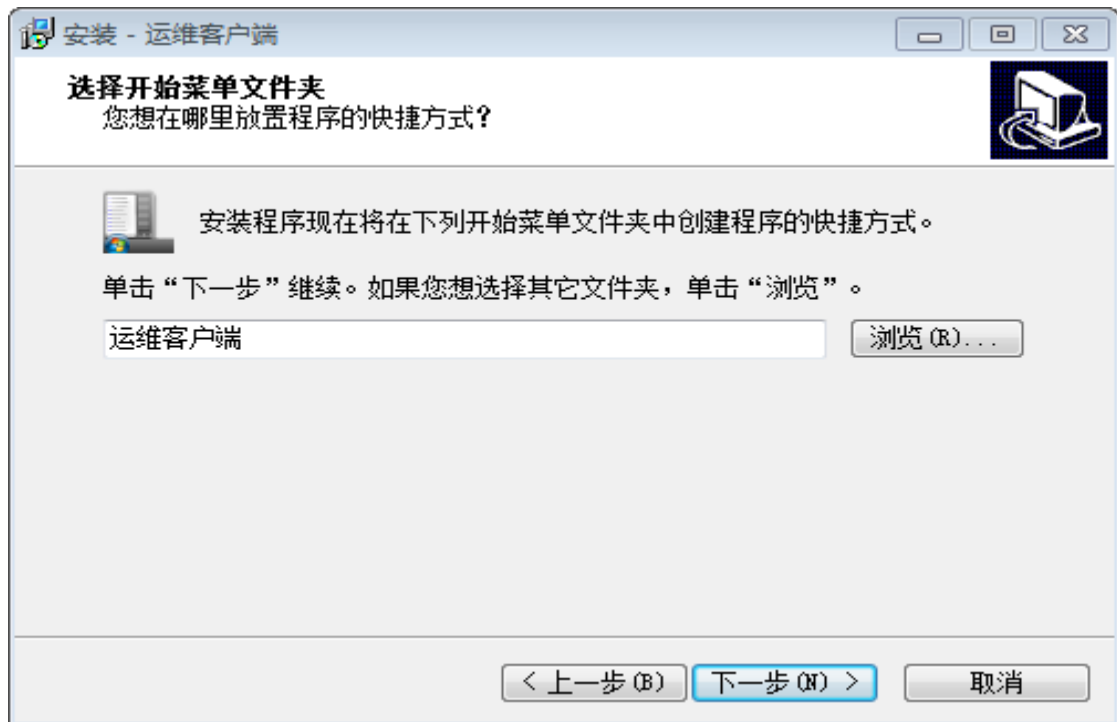 安装 - 运维客户端
选择开始菜单文件夹
您想在哪里放置程序的快捷方式?
安装程序现在将在下列开始菜单文件夹中创建程序的快捷方式。
单击“下一步”继续。如果您想选择其它文件夹，单击“浏览”。
运维客户端
浏览(R)...
< 上一步(B)
下一步(N) >
取消